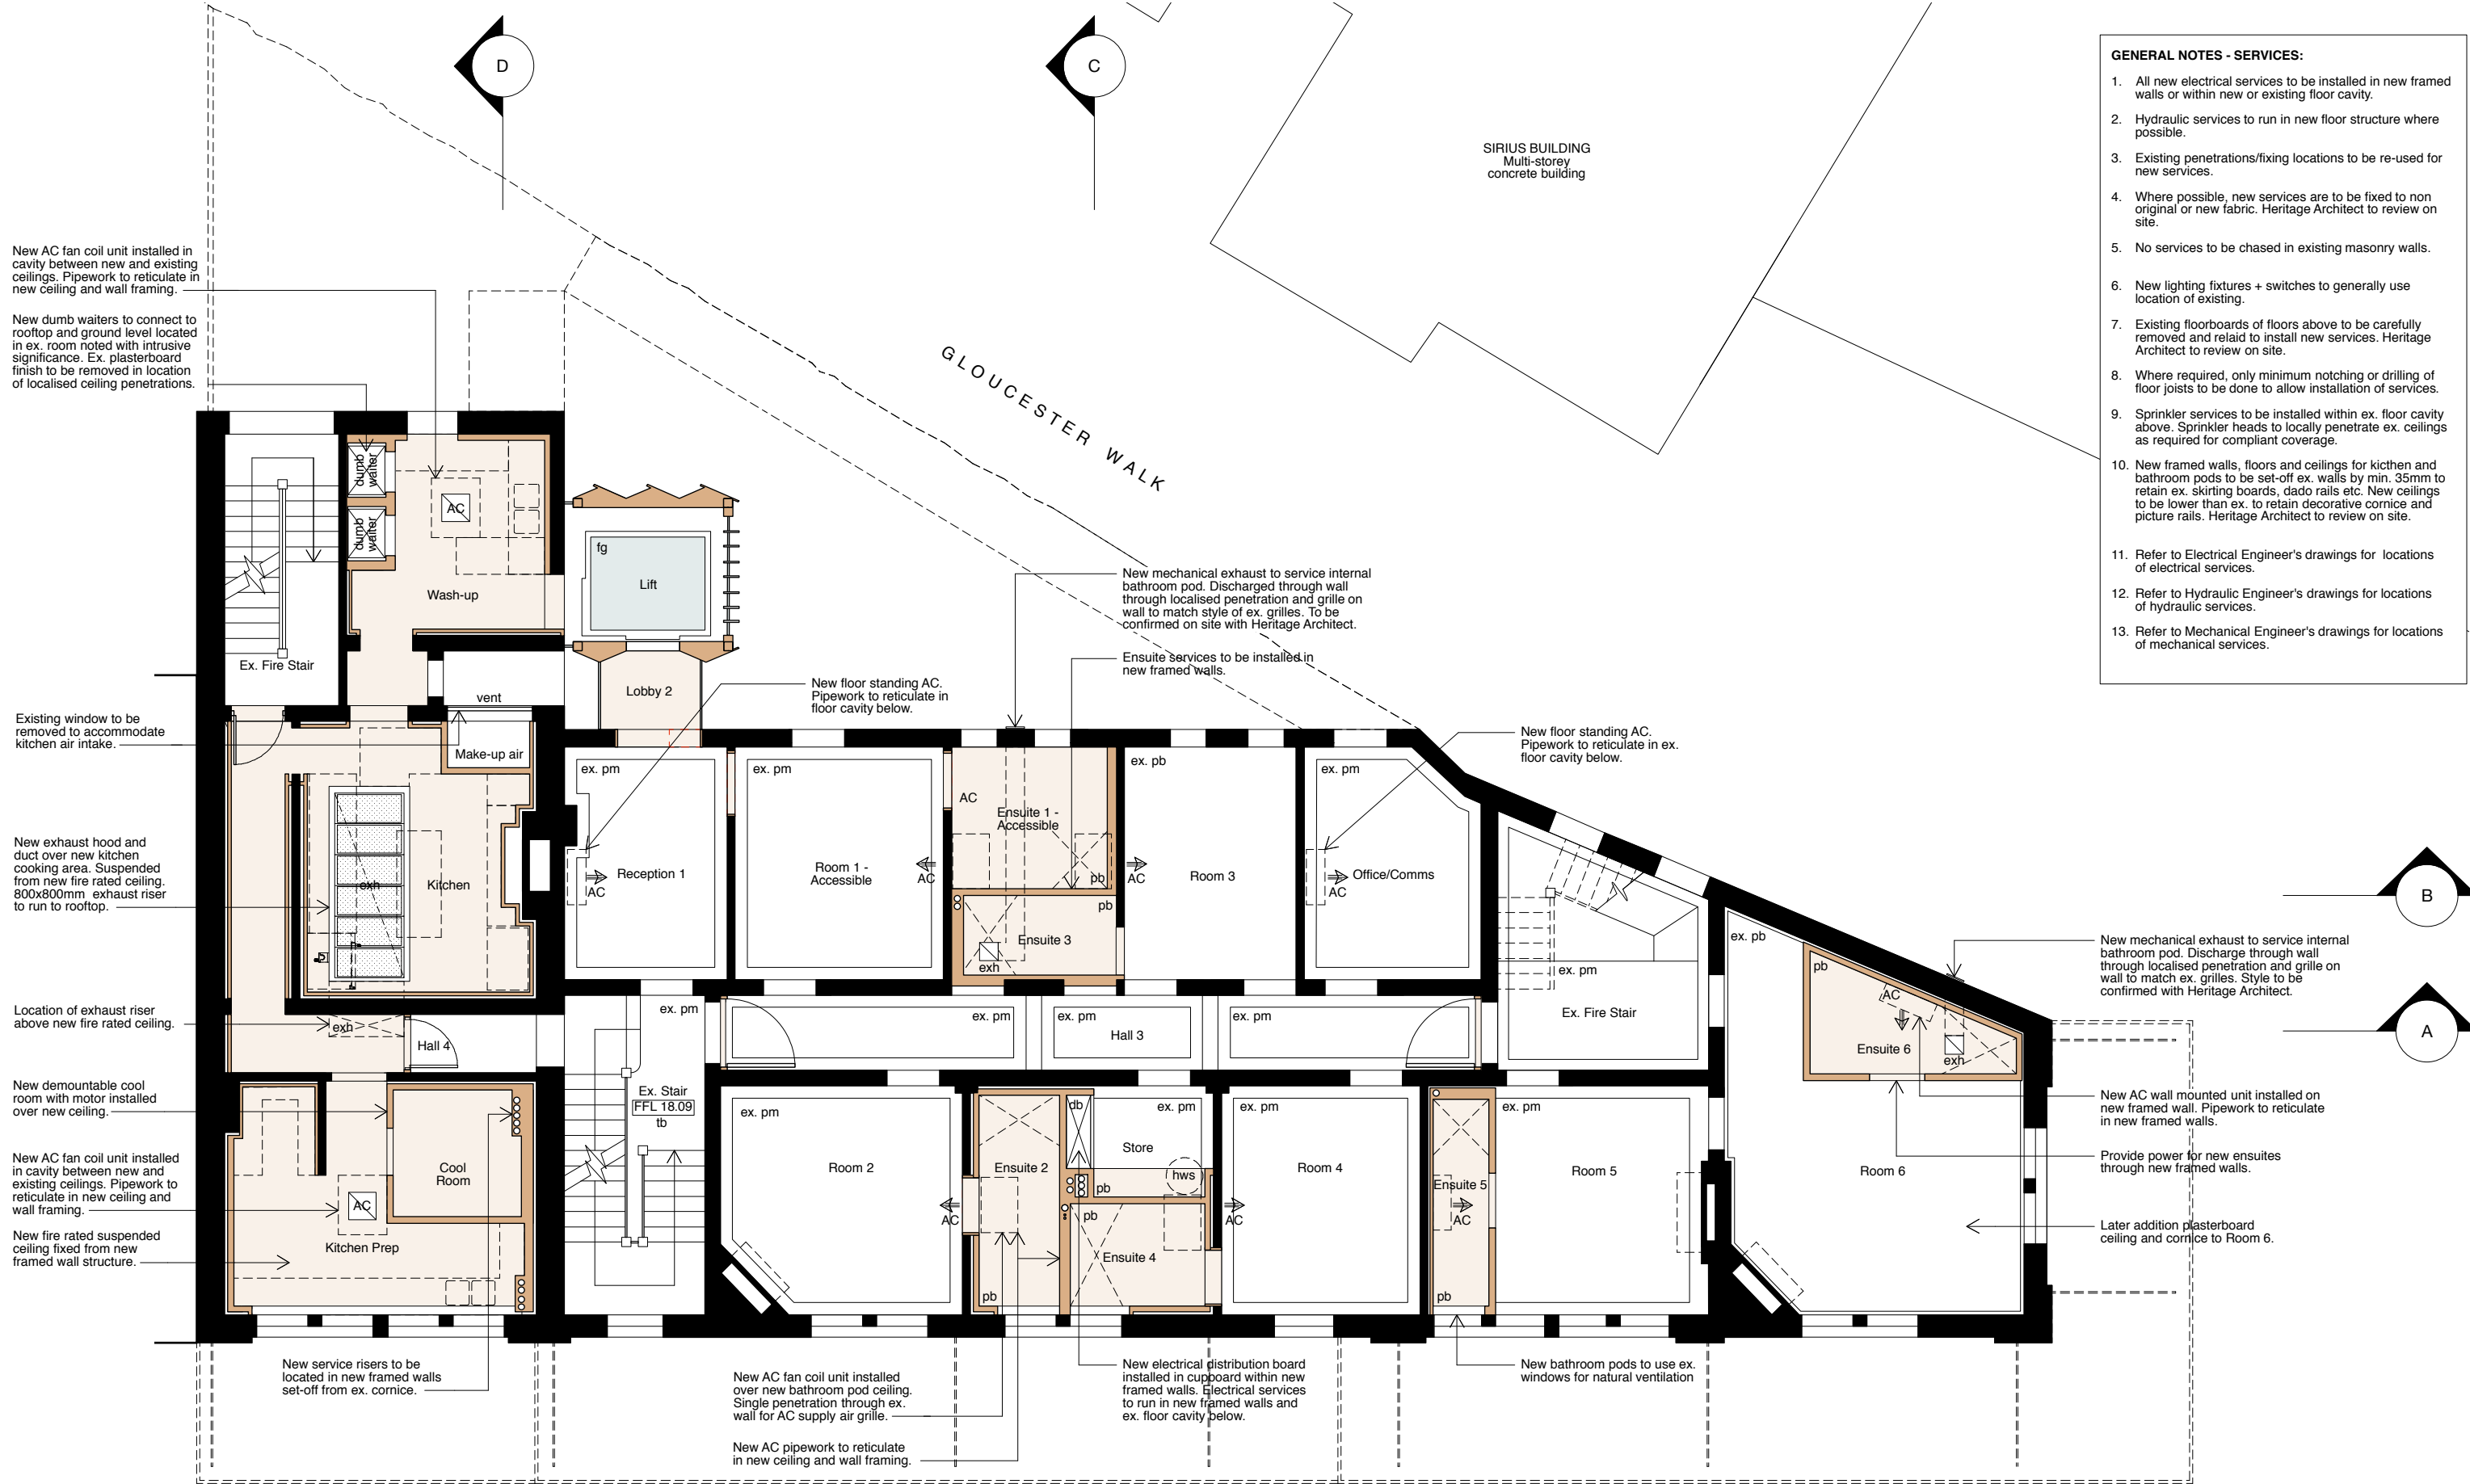 D
C
SIRIUS BUILDING
Multi-storey
concrete building
GLOUCESTER WALK
GENERAL NOTES - SERVICES:
1. All new electrical services to be installed in new framed
walls or within new or existing floor cavity.
2. Hydraulic services to run in new floor structure where
possible.
3. Existing penetrations/fixing locations to be re-used for
new services.
4. Where possible, new services are to be fixed to non
original or new fabric. Heritage Architect to review on
site.
5. No services to be chased in existing masonry walls.
6. New lighting fixtures + switches to generally use
location of existing.
7. Existing floorboards of floors above to be carefully
removed and relaid to install new services. Heritage
Architect to review on site.
8. Where required, only minimum notching or drilling of
floor joists to be done to allow installation of services.
9. Sprinkler services to be installed within ex. floor cavity
above. Sprinkler heads to locally penetrate ex. ceilings
as required for compliant coverage.
10. New framed walls, floors and ceilings for kicthen and
bathroom pods to be set-off ex. walls by min. 35mm to
retain ex. skirting boards, dado rails etc. New ceilings
to be lower than ex. to retain decorative cornice and
picture rails. Heritage Architect to review on site.
11. Refer to Electrical Engineer's drawings for locations
of electrical services.
12. Refer to Hydraulic Engineer's drawings for locations
of hydraulic services.
13. Refer to Mechanical Engineer's drawings for locations
of mechanical services.
New AC fan coil unit installed in
cavity between new and existing
ceilings. Pipework to reticulate in
new ceiling and wall framing.
New dumb waiters to connect to
rooftop and ground level located
in ex. room noted with intrusive
significance. Ex. plasterboard
finish to be removed in location
of localised ceiling penetrations.
Existing window to be
removed to accommodate
kitchen air intake.
New exhaust hood and
duct over new kitchen
cooking area. Suspended
from new fire rated ceiling.
800x800mm exhaust riser
to run to rooftop.
Location of exhaust riser
above new fire rated ceiling.
New demountable cool
room with motor installed
over new ceiling.
New AC fan coil unit installed
in cavity between new and
existing ceilings. Pipework to
reticulate in new ceiling and
wall framing.
New fire rated suspended
ceiling fixed from new
framed wall structure.
New service risers to be
located in new framed walls
set-off from ex. cornice.
New AC fan coil unit installed
over new bathroom pod ceiling.
Single penetration through ex.
wall for AC supply air grille.
New AC pipework to reticulate
in new ceiling and wall framing.
New electrical distribution board
installed in cupboard within new
framed walls. Electrical services
to run in new framed walls and
ex. floor cavity below.
New bathroom pods to use ex.
windows for natural ventilation
New mechanical exhaust to service internal
bathroom pod. Discharged through wall
through localised penetration and grille on
wall to match style of ex. grilles. To be
confirmed on site with Heritage Architect.
Ensuite services to be installed in
new framed walls.
New floor standing AC.
Pipework to reticulate in
floor cavity below.
New floor standing AC.
Pipework to reticulate in ex.
floor cavity below.
B
A
New mechanical exhaust to service internal
bathroom pod. Discharge through wall
through localised penetration and grille on
wall to match ex. grilles. Style to be
confirmed with Heritage Architect.
New AC wall mounted unit installed on
new framed wall. Pipework to reticulate
in new framed walls.
Provide power for new ensuites
through new framed walls.
Later addition plasterboard
ceiling and cornice to Room 6.
dumb
waiter
dumb
waiter
AC
Wash-up
fg
Lift
Lobby 2
Ex. Fire Stair
vent
Make-up air
exh
Kitchen
exh
Hall 4
Cool
Room
AC
Kitchen Prep
ex. pm
Reception 1
AC
ex. pm
Room 1 -
Accessible
AC
AC
Ensuite 1 -
Accessible
pb
pb
Ensuite 3
exh
ex. pb
AC
Room 3
ex. pm
Office/Comms
AC
ex. pm
Ex. Fire Stair
ex. pb
pb
AC
Ensuite 6
exh
Room 6
ex. pm
ex. pm
ex. pm
Hall 3
ex. pm
Ex. Stair
FFL 18.09
tb
ex. pm
Room 2
AC
Ensuite 2
pb
db
ex. pm
Store
hws
pb
pb
Ensuite 4
ex. pm
Room 4
AC
Ensuite 5
AC
pb
ex. pm
Room 5